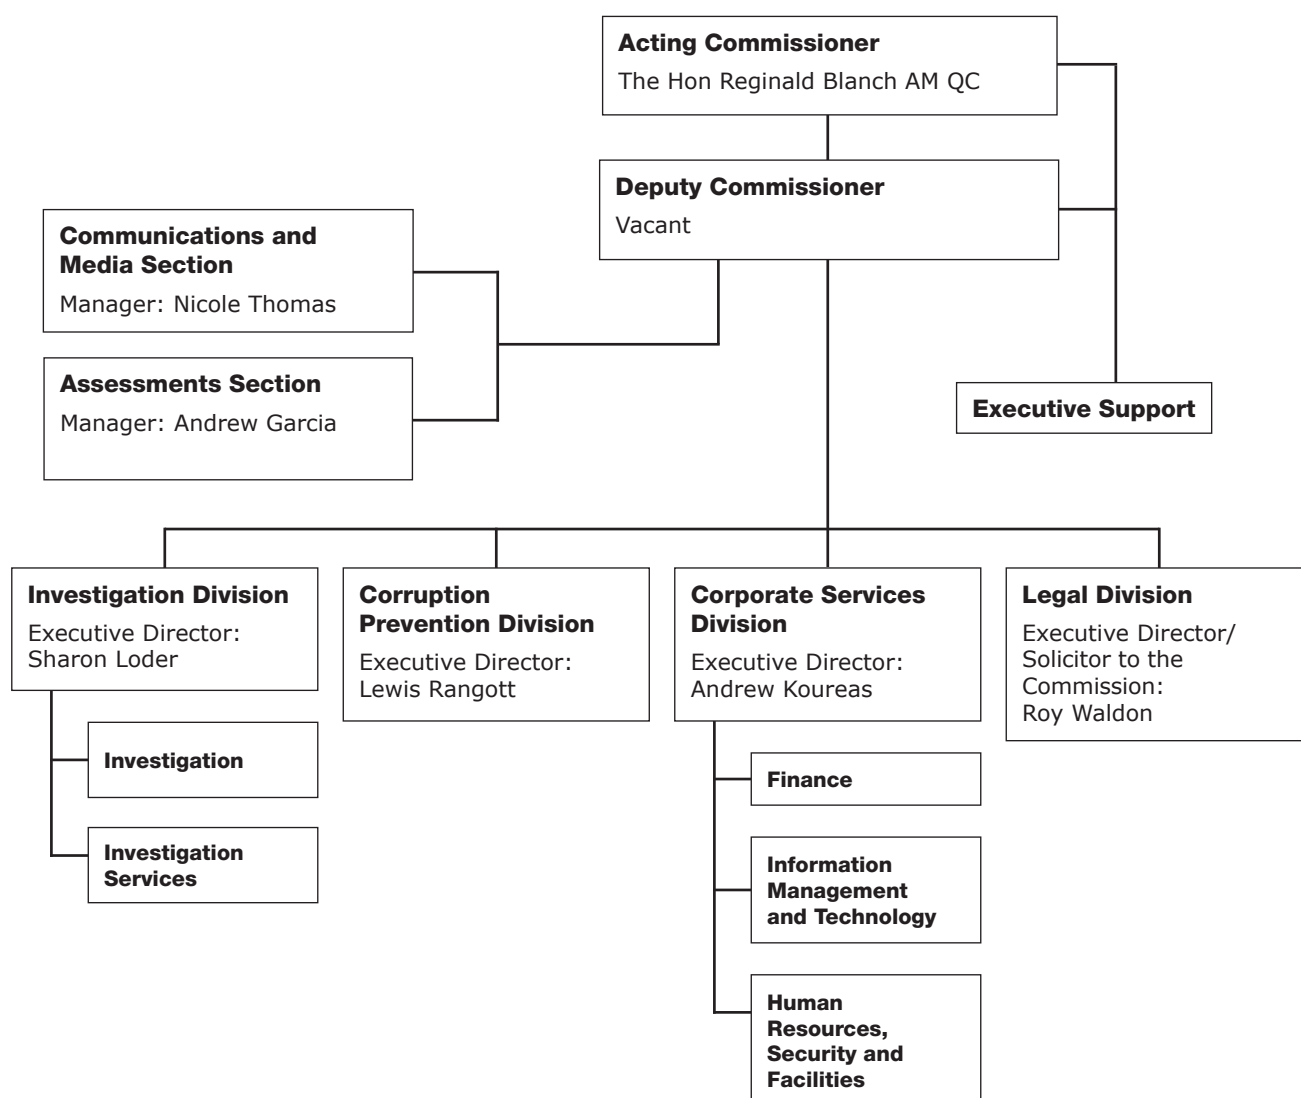 Acting Commissioner
The Hon Reginald Blanch AM QC
Deputy Commissioner
Vacant
Communications and
Media Section
Manager: Nicole Thomas
Assessments Section
Manager: Andrew Garcia
Executive Support
Investigation Division
Executive Director:
Sharon Loder
Investigation
Investigation
Services
Corruption
Prevention Division
Executive Director:
Lewis Rangott
Corporate Services
Division
Executive Director:
Andrew Koureas
Finance
Information
Management
and Technology
Human
Resources,
Security and
Facilities
Legal Division
Executive Director/
Solicitor to the
Commission:
Roy Waldon